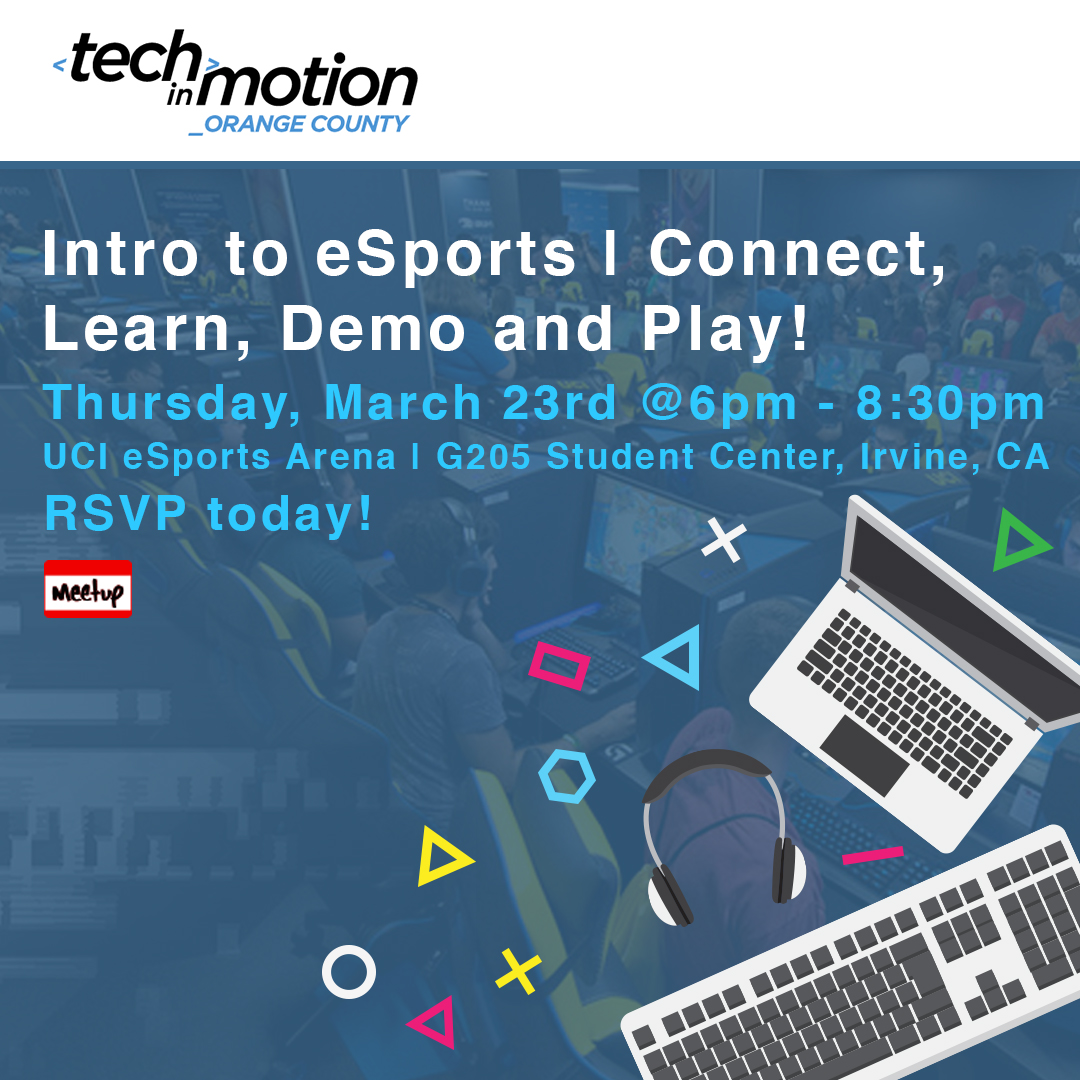 <tech>
in motion
_ORANGE COUNTY
Intro to eSports | Connect,
Learn, Demo and Play!
Thursday, March 23rd @6pm - 8:30pm
UCI eSports Arena | G205 Student Center, Irvine, CA
RSVP today!
meetup